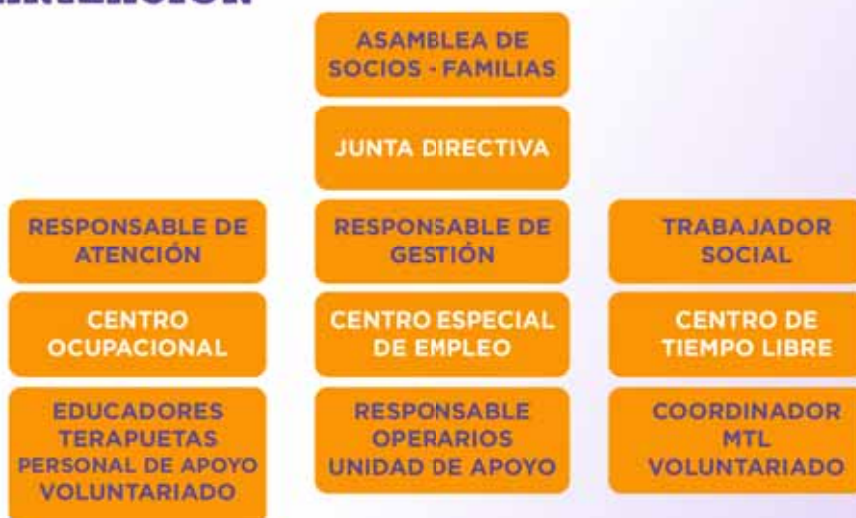 ASAMBLEA DE
SOCIOS - FAMILIAS
JUNTA DIRECTIVA
RESPONSABLE DE
ATENCIÓN
RESPONSABLE DE
GESTIÓN
TRABAJADOR
SOCIAL
CENTRO
OCUPACIONAL
CENTRO ESPECIAL
DE EMPLEO
CENTRO DE
TIEMPO LIBRE
EDUCADORES
TERAPUETAS
PERSONAL DE APOYO
VOLUNTARIADO
RESPONSABLE
OPERARIOS
UNIDAD DE APOYO
COORDINADOR
MTL
VOLUNTARIADO